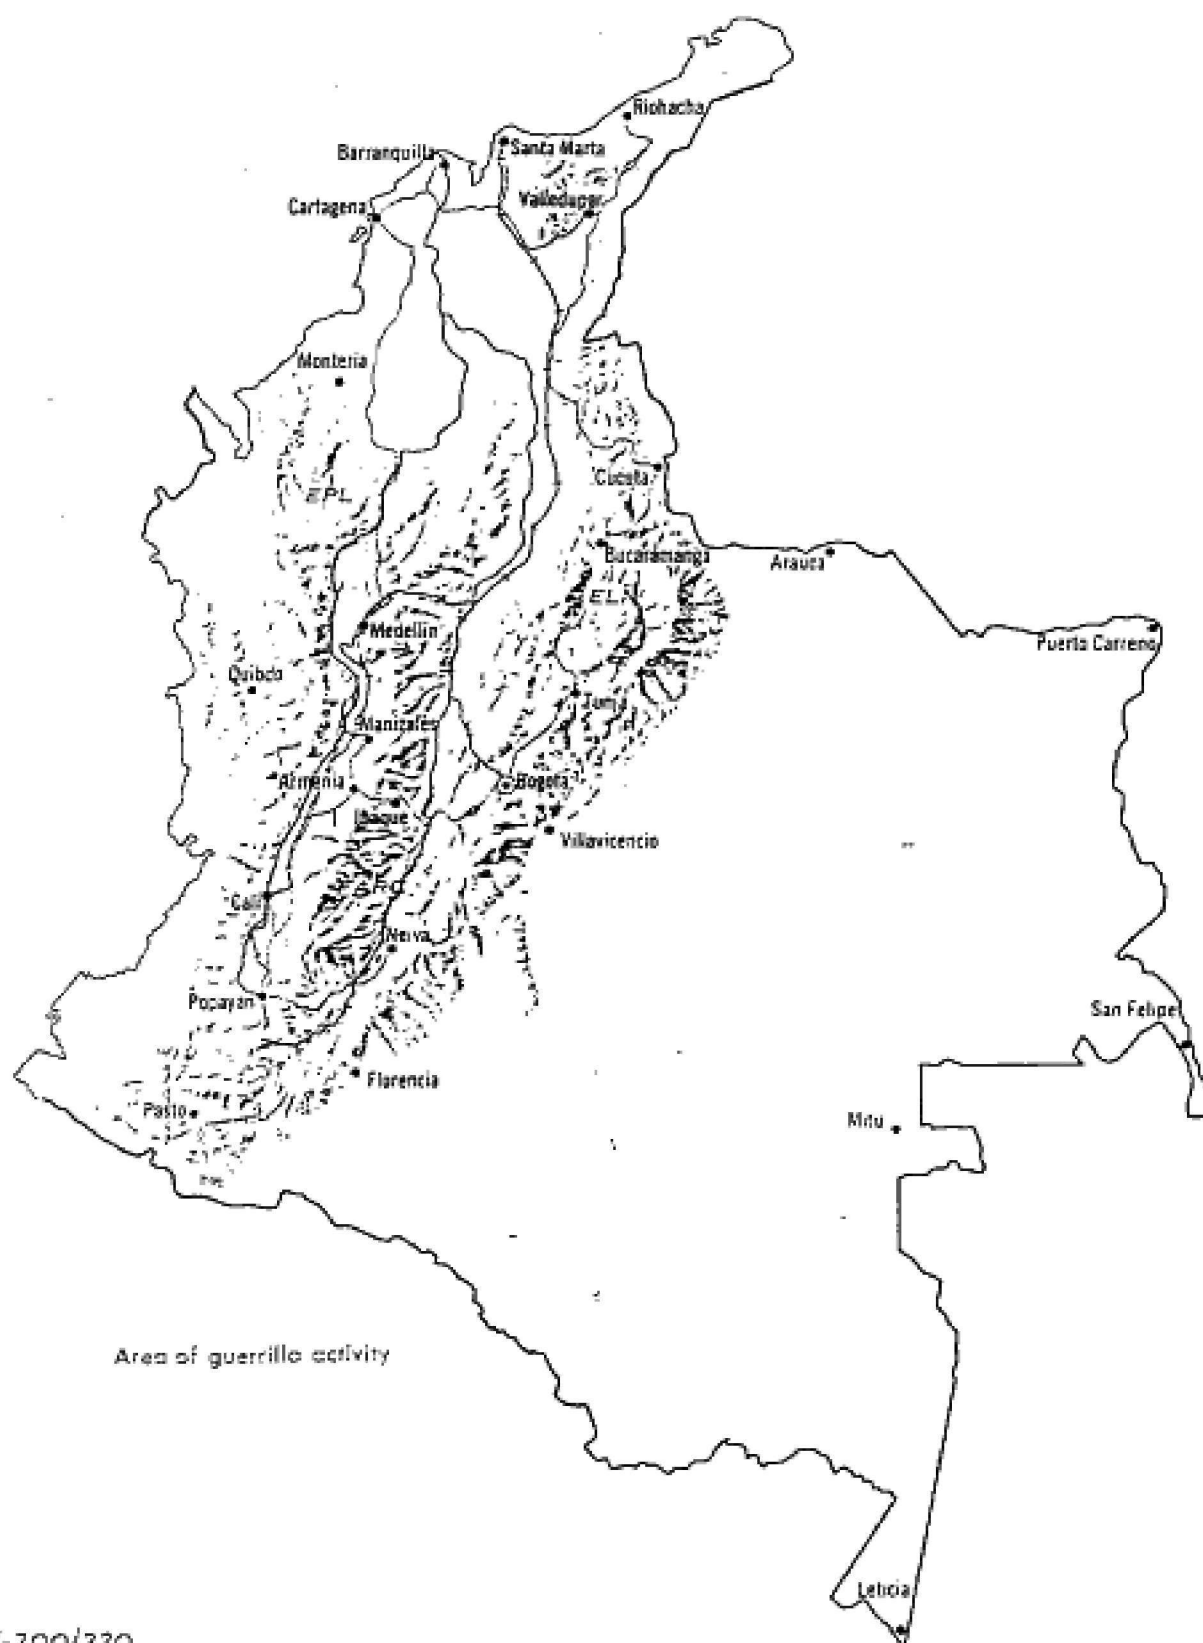 Riohacha
Santa Marta
Barranquilla
Valledupar
Cartagena
Monteria
EPL
Cucuta
Bucaramanga
Arauca
EL
Puerto Carreno
Medellin
Quibdo
Tunja
Manizales
Armenia
Bogota
Ibague
Villavicencio
Cali
Neiva
Popayan
San Felipe
Florencia
Pasto
Mitu
Area of guerrilla activity
Leticia